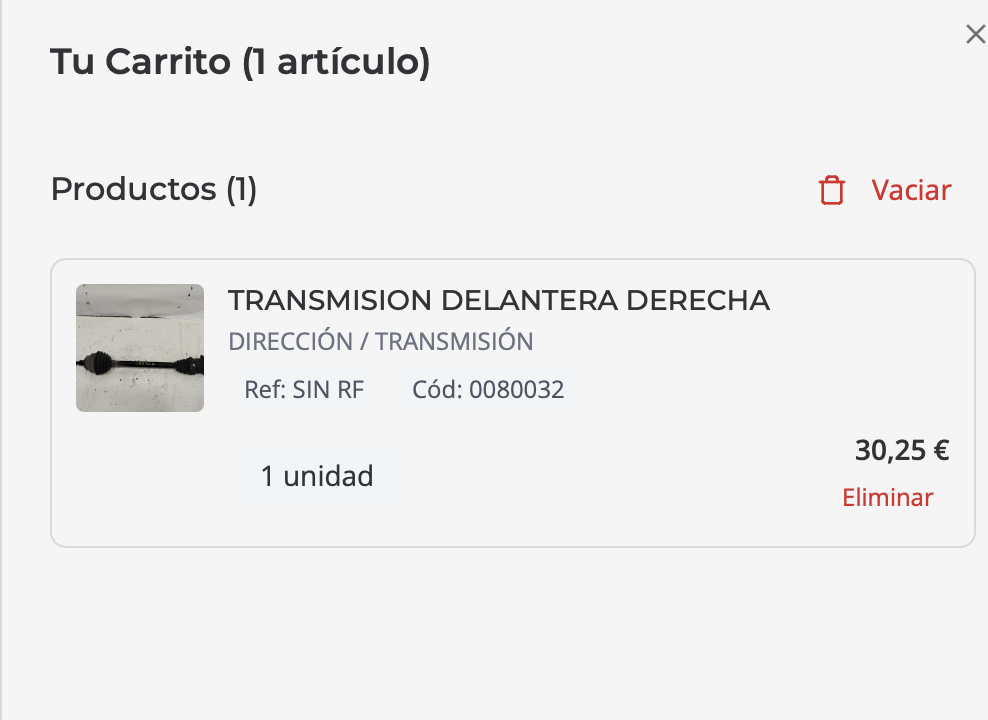 Tu Carrito (1 artículo)
Productos (1)
Vaciar
TRANSMISION DELANTERA DERECHA
DIRECCIÓN / TRANSMISIÓN
Ref: SIN RF
Cód: 0080032
1 unidad
30,25 €
Eliminar